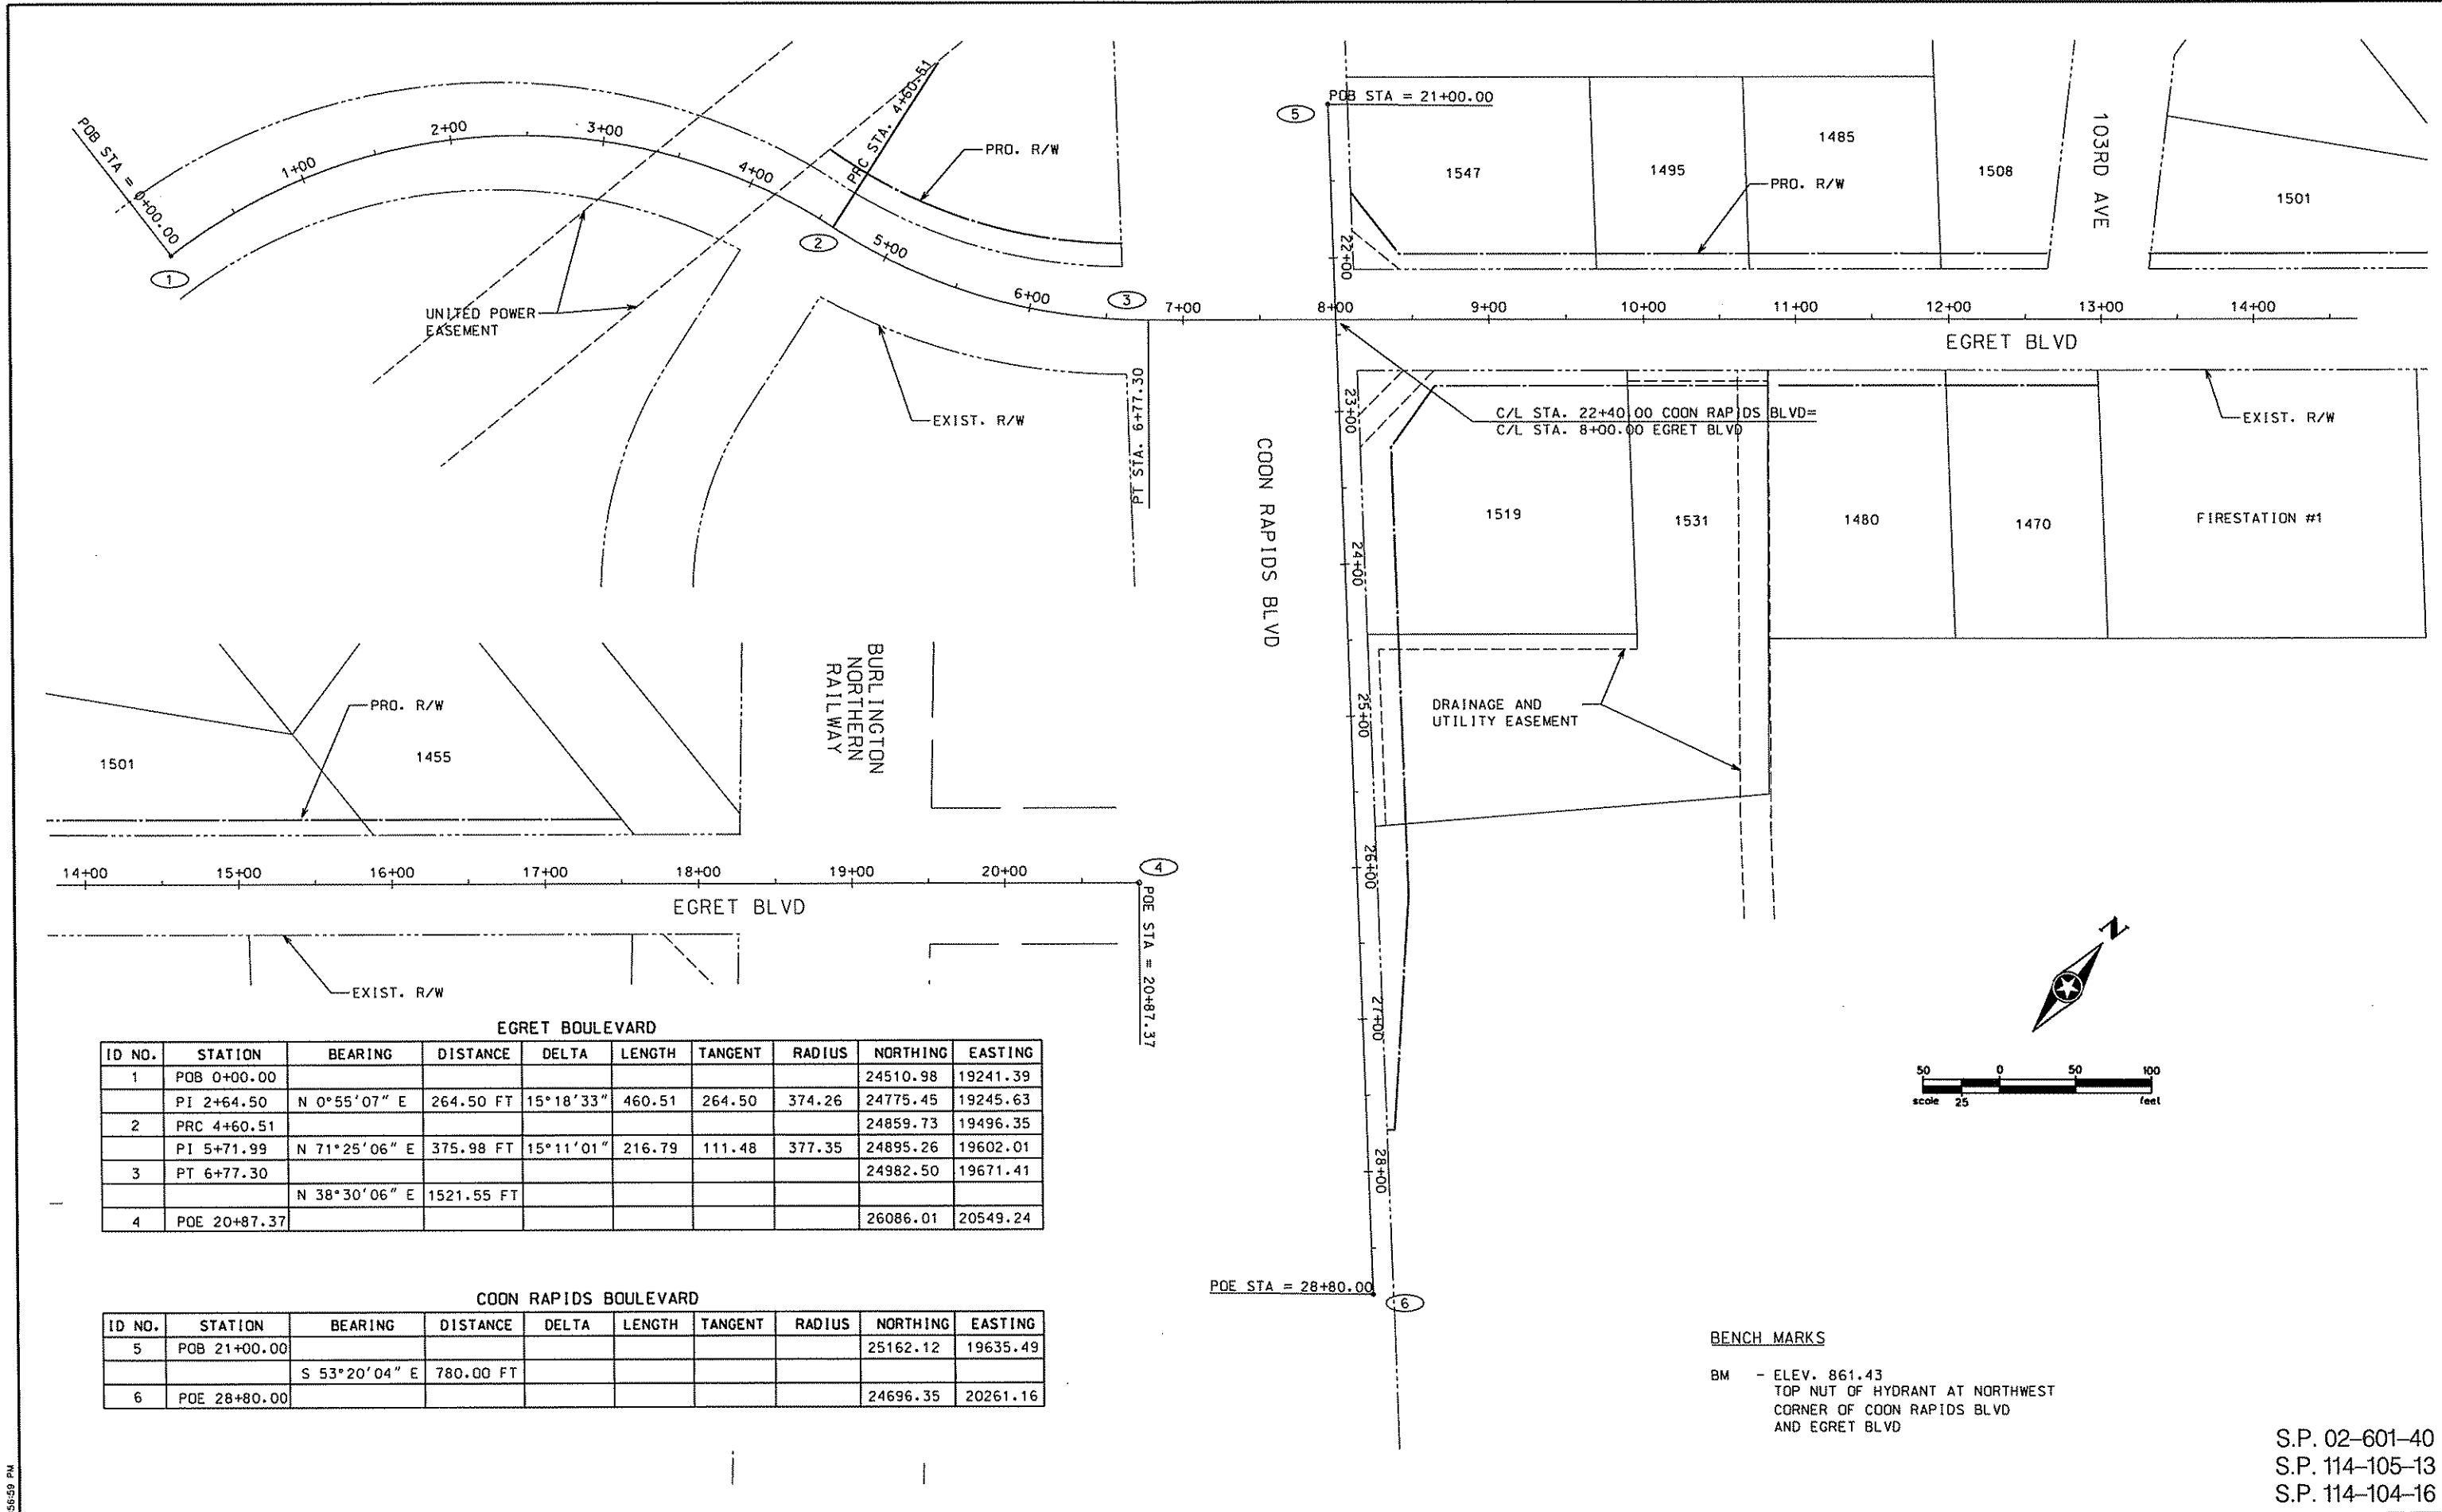 POB STA = 0+00.00
1+00
2+00
3+00
4+00
PRC STA. 4+60.51
5+00
6+00
1
2
3
PRO. R/W
UNITED POWER
EASEMENT
EXIST. R/W
PT STA. 6+77.30
7+00
8+00
9+00
10+00
11+00
12+00
13+00
14+00
EGRET BLVD
5
POB STA = 21+00.00
1547
1495
1485
1508
PRO. R/W
103RD AVE
1501
22+00
23+00
24+00
25+00
26+00
27+00
28+00
COON RAPIDS BLVD
C/L STA. 22+40.00 COON RAPIDS BLVD=
C/L STA. 8+00.00 EGRET BLVD
EXIST. R/W
1519
1531
1480
1470
FIRESTATION #1
DRAINAGE AND
UTILITY EASEMENT
POE STA = 28+80.00
6
BURLINGTON
NORTHERN
RAILWAY
PRO. R/W
1501
1455
14+00
15+00
16+00
17+00
18+00
19+00
20+00
4
EGRET BLVD
POE STA = 20+87.37
EXIST. R/W
EGRET BOULEVARD
ID NO. STATION BEARING DISTANCE DELTA LENGTH TANGENT RADIUS NORTHING EASTING
1 POB 0+00.00 24510.98 19241.39
PI 2+64.50 N 0°55'07" E 264.50 FT 15°18'33" 460.51 264.50 374.26 24775.45 19245.63
2 PRC 4+60.51 24859.73 19496.35
PI 5+71.99 N 71°25'06" E 375.98 FT 15°11'01" 216.79 111.48 377.35 24895.26 19602.01
3 PT 6+77.30 24982.50 19671.41
N 38°30'06" E 1521.55 FT
4 POE 20+87.37 26086.01 20549.24
COON RAPIDS BOULEVARD
ID NO. STATION BEARING DISTANCE DELTA LENGTH TANGENT RADIUS NORTHING EASTING
5 POB 21+00.00 25162.12 19635.49
S 53°20'04" E 780.00 FT
6 POE 28+80.00 24696.35 20261.16
N
50 0 50 100
scale 25 feet
BENCH MARKS
BM - ELEV. 861.43
TOP NUT OF HYDRANT AT NORTHWEST
CORNER OF COON RAPIDS BLVD
AND EGRET BLVD
S.P. 02-601-40
S.P. 114-105-13
S.P. 114-104-16
56:59 PM